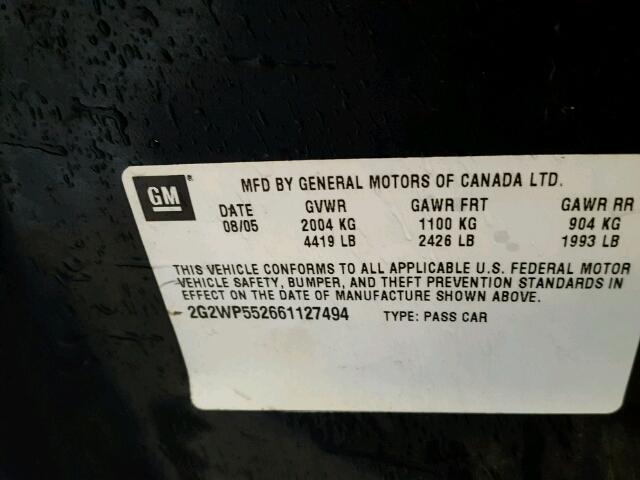 GM ® MFD BY GENERAL MOTORS OF CANADA LTD.
DATE GVWR GAWR FRT GAWR RR
08/05 2004 KG 1100 KG 904 KG
4419 LB 2426 LB 1993 LB
THIS VEHICLE CONFORMS TO ALL APPLICABLE U.S. FEDERAL MOTOR
VEHICLE SAFETY, BUMPER, AND THEFT PREVENTION STANDARDS IN
EFFECT ON THE DATE OF MANUFACTURE SHOWN ABOVE.
2G2WP552661127494 TYPE: PASS CAR